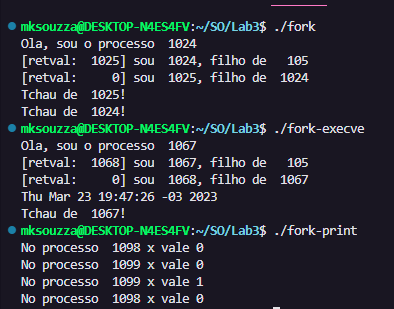 mksouzza@DESKTOP-N4ES4FV:~/SO/Lab3$ ./fork
Ola, sou o processo  1024
[retval:  1025] sou  1024, filho de   105
[retval:     0] sou  1025, filho de  1024
Tchau de  1025!
Tchau de  1024!
mksouzza@DESKTOP-N4ES4FV:~/SO/Lab3$ ./fork-execve
Ola, sou o processo  1067
[retval:  1068] sou  1067, filho de   105
[retval:     0] sou  1068, filho de  1067
Thu Mar 23 19:47:26 -03 2023
Tchau de  1067!
mksouzza@DESKTOP-N4ES4FV:~/SO/Lab3$ ./fork-print
No processo  1098 x vale 0
No processo  1099 x vale 0
No processo  1099 x vale 1
No processo  1098 x vale 0